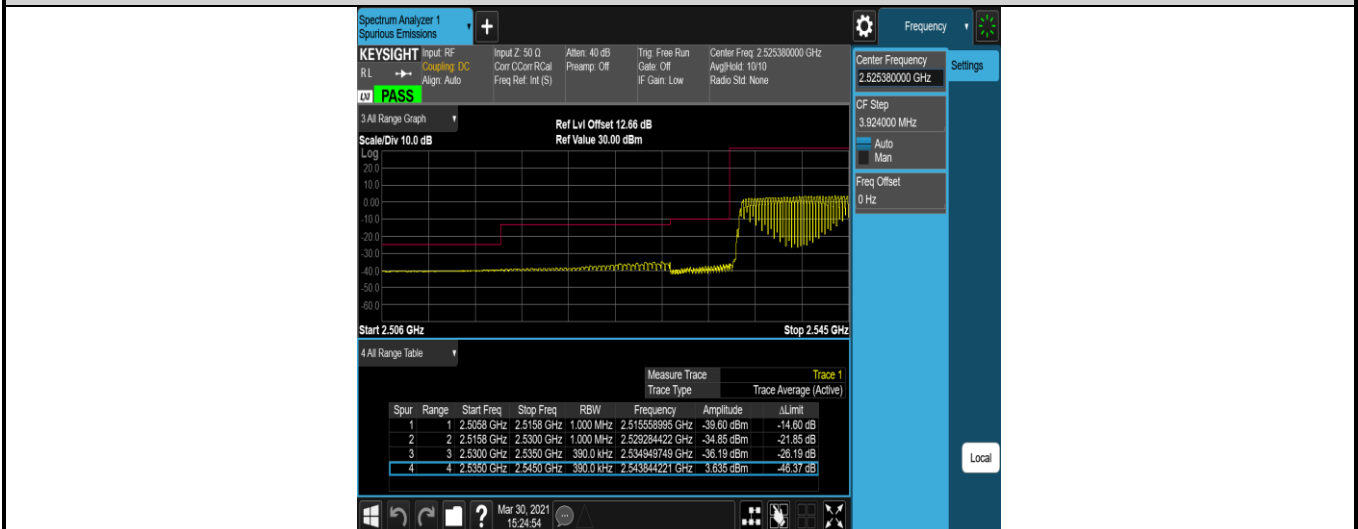 Spectrum Analyzer 1
Spurious Emissions
+
Frequency
KEYSIGHT
Input: RF
Coupling: DC
Align: Auto
Input Z: 50 Ω
Corr CCorr RCal
Freq Ref: Int (S)
Atten: 40 dB
Preamp: Off
Trig: Free Run
Gate: Off
IF Gain: Low
Center Freq: 2.525380000 GHz
Avg|Hold: 10/10
Radio Std: None
RL
LXI PASS
Center Frequency
2.525380000 GHz
Settings
CF Step
3.924000 MHz
Auto
Man
Freq Offset
0 Hz
3 All Range Graph
Ref Lvl Offset 12.66 dB
Scale/Div 10.0 dB
Ref Value 30.00 dBm
Log
20.0
10.0
0.00
-10.0
-20.0
-30.0
-40.0
-50.0
-60.0
Start 2.506 GHz
Stop 2.545 GHz
4 All Range Table
Measure Trace Trace 1
Trace Type Trace Average (Active)
Spur Range Start Freq Stop Freq RBW Frequency Amplitude ΔLimit
1 1 2.5058 GHz 2.5158 GHz 1.000 MHz 2.515558995 GHz -39.60 dBm -14.60 dB
2 2 2.5158 GHz 2.5300 GHz 1.000 MHz 2.529284422 GHz -34.85 dBm -21.85 dB
3 3 2.5300 GHz 2.5350 GHz 390.0 kHz 2.534949749 GHz -36.19 dBm -26.19 dB
4 4 2.5350 GHz 2.5450 GHz 390.0 kHz 2.543844221 GHz 3.635 dBm -46.37 dB
Local
?
Mar 30, 2021
15:24:54